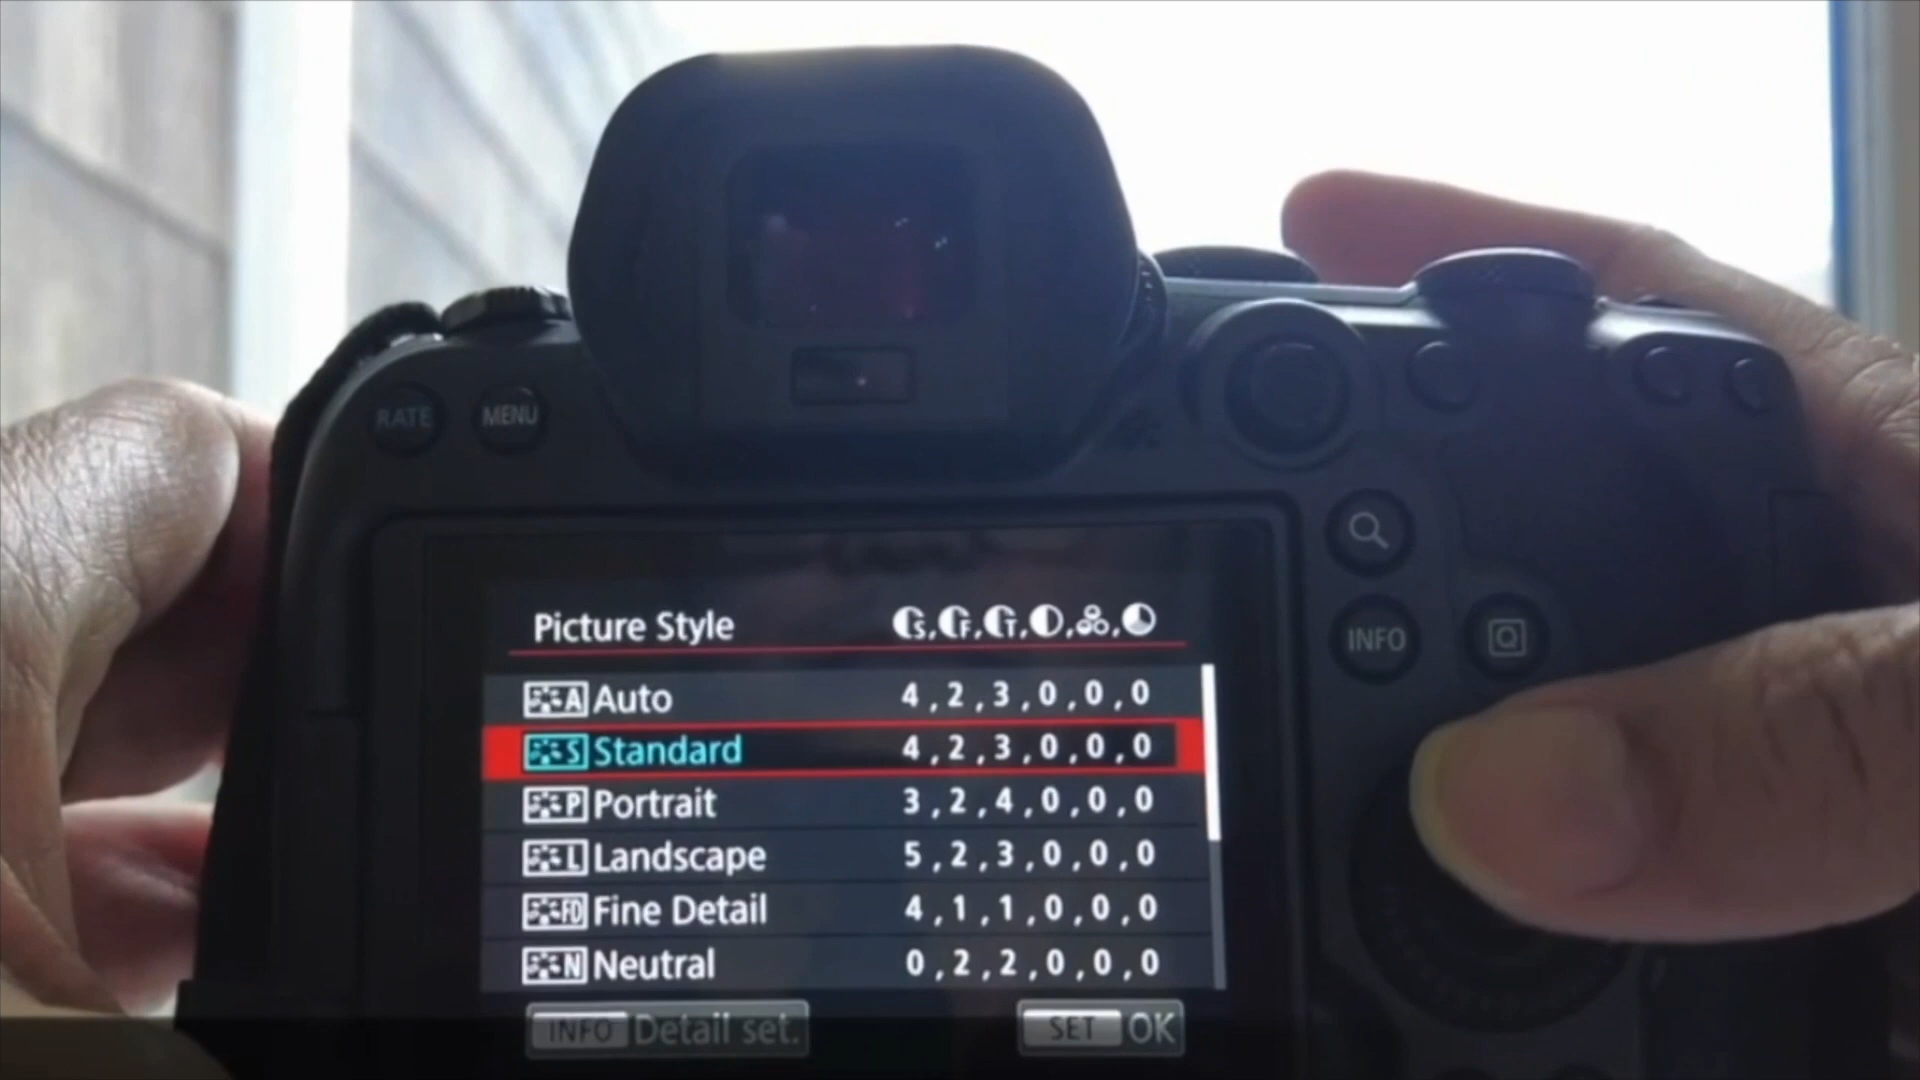 RATE MENU
INFO Q
Picture Style S, F, T, , ,
A Auto 4,2,3,0,0,0
S Standard 4,2,3,0,0,0
P Portrait 3,2,4,0,0,0
L Landscape 5,2,3,0,0,0
FD Fine Detail 4,1,1,0,0,0
N Neutral 0,2,2,0,0,0
INFO Detail set. SET OK